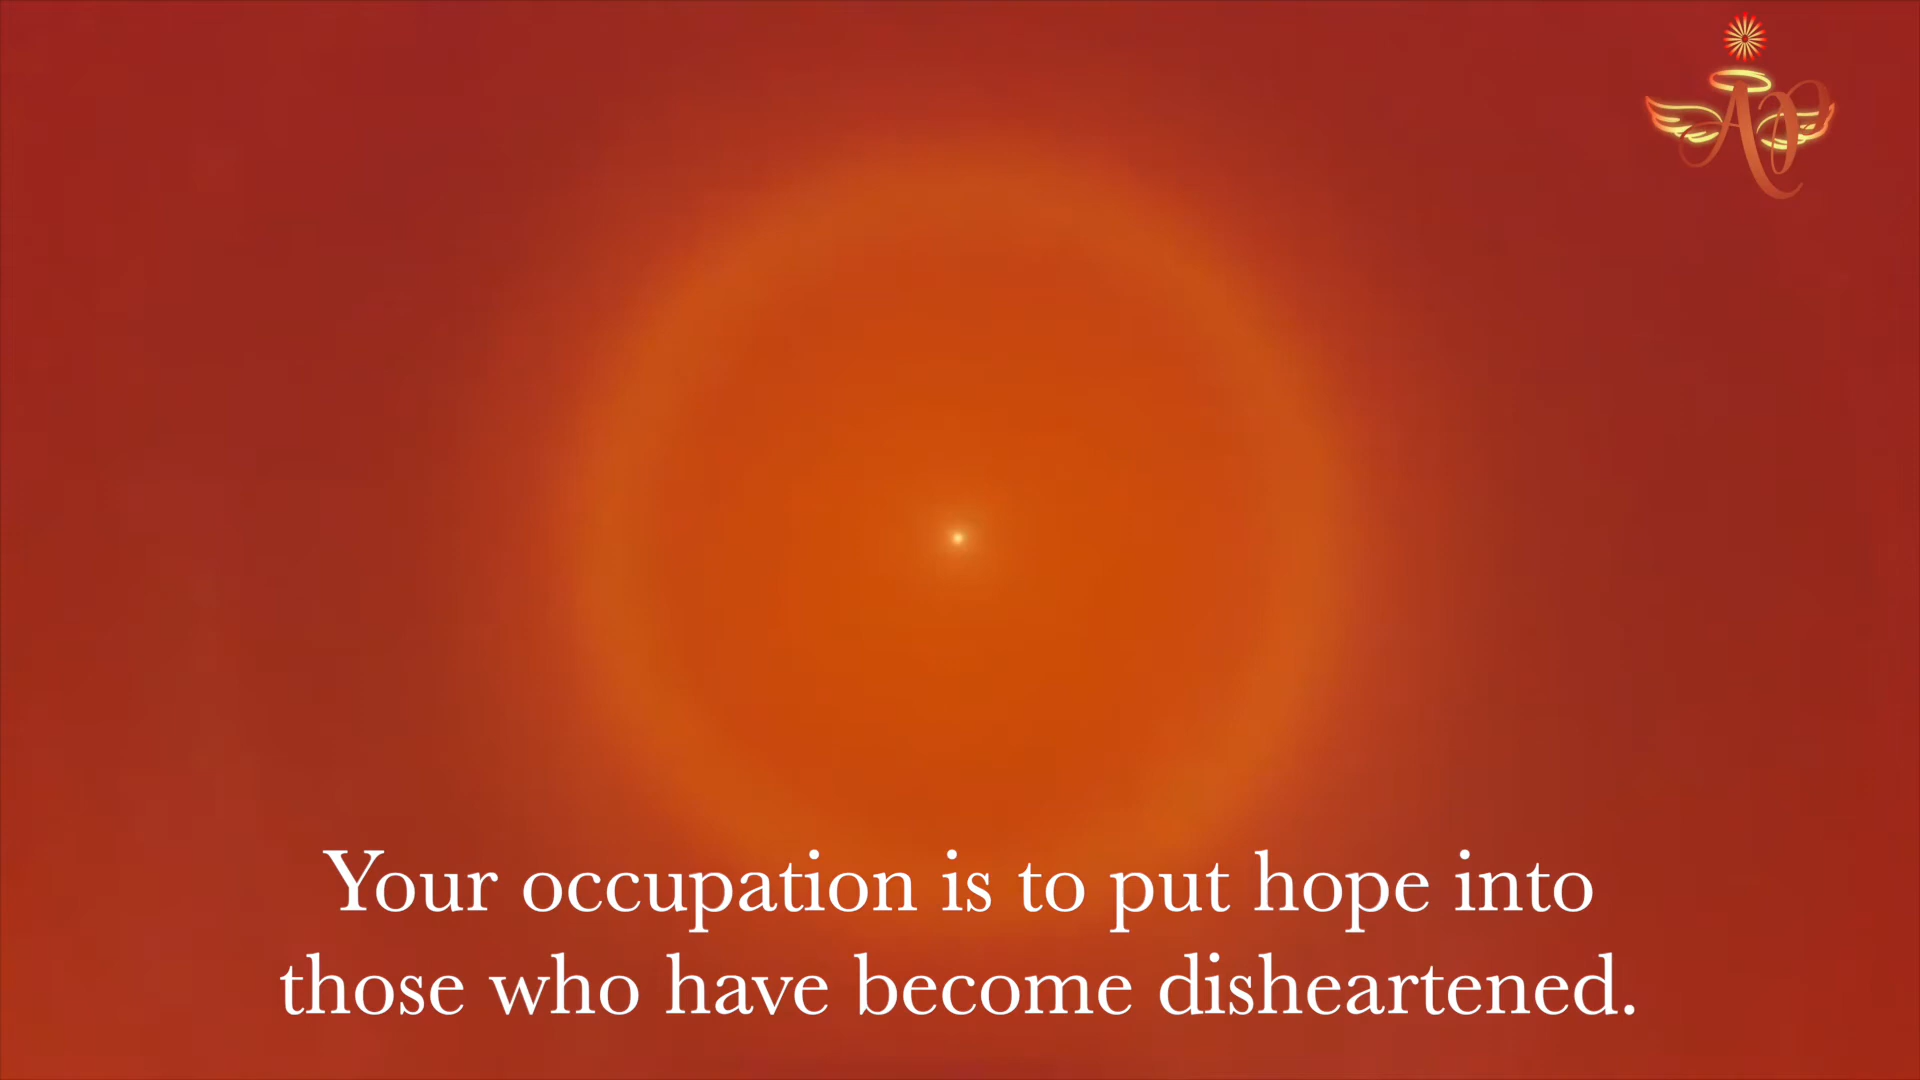 Your occupation is to put hope into
those who have become disheartened.